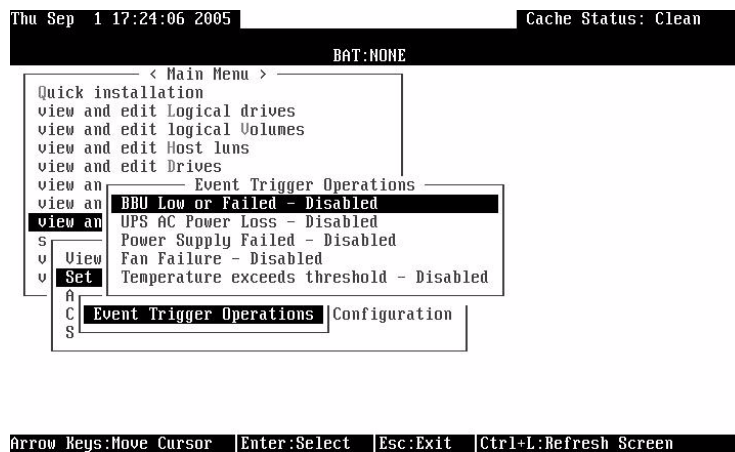 Thu Sep  1 17:24:06 2005 Cache Status: Clean
BAT:NONE
< Main Menu >
Quick installation
view and edit Logical drives
view and edit logical Volumes
view and edit Host luns
view and edit Drives
view an
Event Trigger Operations
view an
BBU Low or Failed - Disabled
view an
UPS AC Power Loss - Disabled
s
Power Supply Failed - Disabled
v View
Fan Failure - Disabled
v Set
Temperature exceeds threshold - Disabled
A
C Event Trigger Operations Configuration
S
Arrow Keys:Move Cursor |Enter:Select |Esc:Exit |Ctrl+L:Refresh Screen